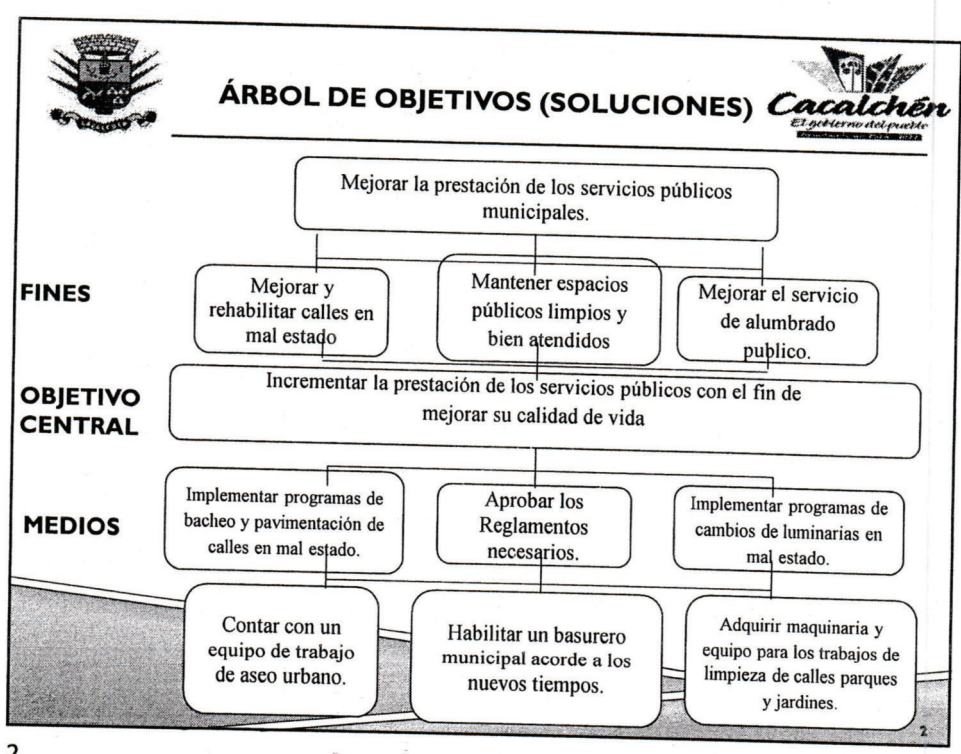 ÁRBOL DE OBJETIVOS (SOLUCIONES)
Cacalchén
El gobierno del pueblo
Mejorar la prestación de los servicios públicos
municipales.
FINES
Mejorar y
rehabilitar calles en
mal estado
Mantener espacios
públicos limpios y
bien atendidos
Mejorar el servicio
de alumbrado
publico.
OBJETIVO
CENTRAL
Incrementar la prestación de los servicios públicos con el fin de
mejorar su calidad de vida
MEDIOS
Implementar programas de
bacheo y pavimentación de
calles en mal estado.
Aprobar los
Reglamentos
necesarios.
Implementar programas de
cambios de luminarias en
mal estado.
Contar con un
equipo de trabajo
de aseo urbano.
Habilitar un basurero
municipal acorde a los
nuevos tiempos.
Adquirir maquinaria y
equipo para los trabajos de
limpieza de calles parques
y jardines.
2
2